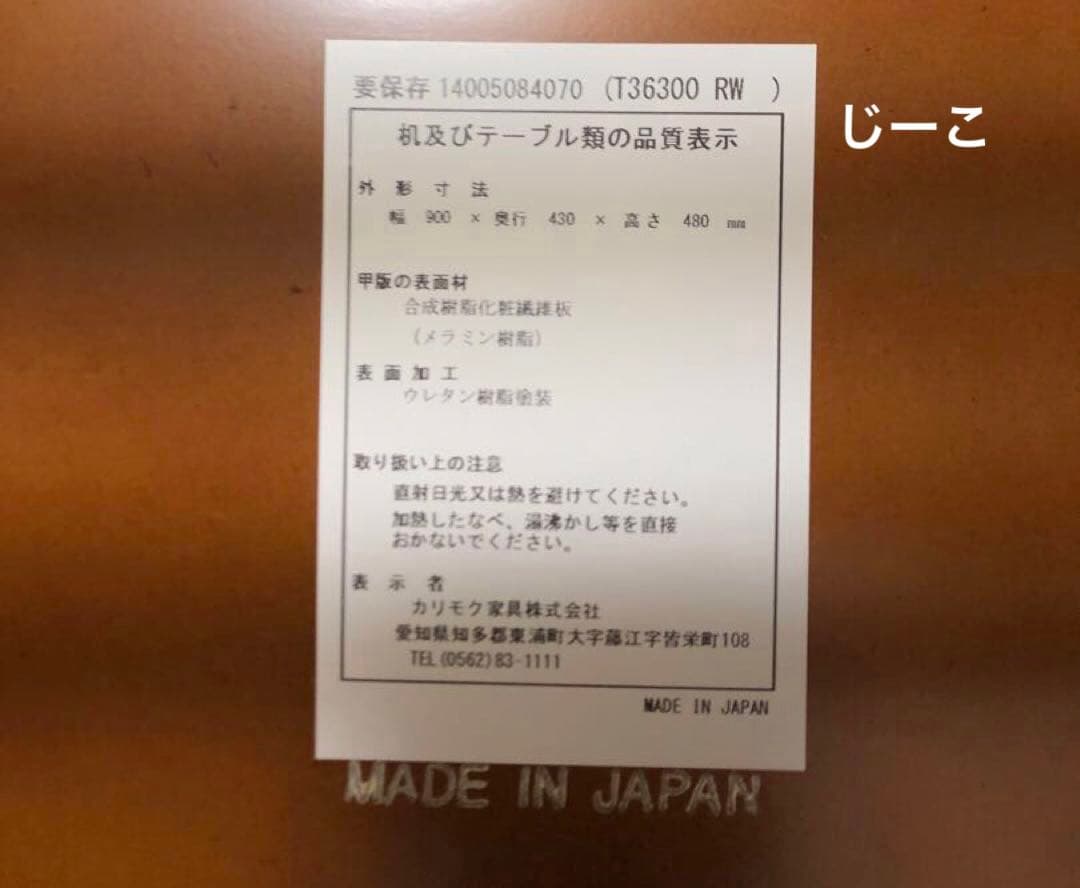 要保存 14005084070 (T36300 RW )
じーこ
机及びテーブル類の品質表示
外形寸法
幅 900 × 奥行 430 × 高さ 480 mm
甲版の表面材
合成樹脂化粧繊維板
(メラミン樹脂)
表面加工
ウレタン樹脂塗装
取り扱い上の注意
直射日光又は熱を避けてください。
加熱したなべ、湯沸かし等を直接
おかないでください。
表示者
カリモク家具株式会社
愛知県知多郡東浦町大字藤江字皆栄町108
TEL(0562)83-1111
MADE IN JAPAN
MADE IN JAPAN